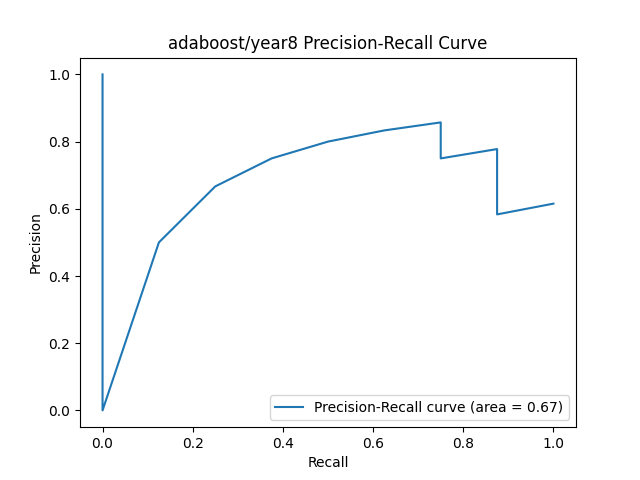 adaboost/year8 Precision-Recall Curve
1.0
0.8
0.6
0.4
0.2
0.0
Precision
Precision-Recall curve (area = 0.67)
0.0 0.2 0.4 0.6 0.8 1.0
Recall